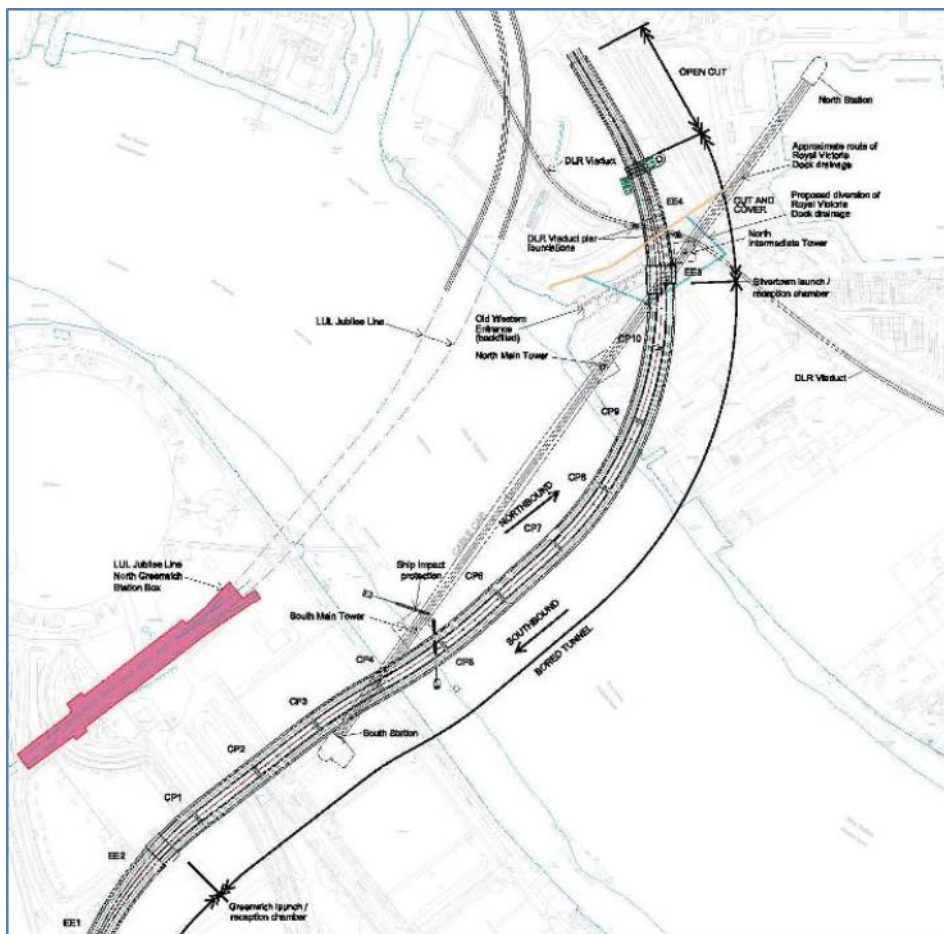 OPEN CUT
North Station
Approximate route of
Royal Victoria
Dock drainage
DLR Viaduct
Proposed diversion of
Royal Victoria
Dock drainage
EE4
CUT AND
COVER
DLR Viaduct pier
foundations
North
Intermediate Tower
EE3
Silvertown launch /
reception chamber
Old Western
Entrance
(backfilled)
LUL Jubilee Line
CP10
North Main Tower
DLR Viaduct
CP9
CP8
NORTHBOUND
CP7
CABLE CAR
LUL Jubilee Line
North Greenwich
Station Box
Ship impact
protection
CP6
South Main Tower
SOUTHBOUND
BORED TUNNEL
CP4
CP5
CP3
South Station
CP2
CP1
EE2
Greenwich launch /
reception chamber
EE1